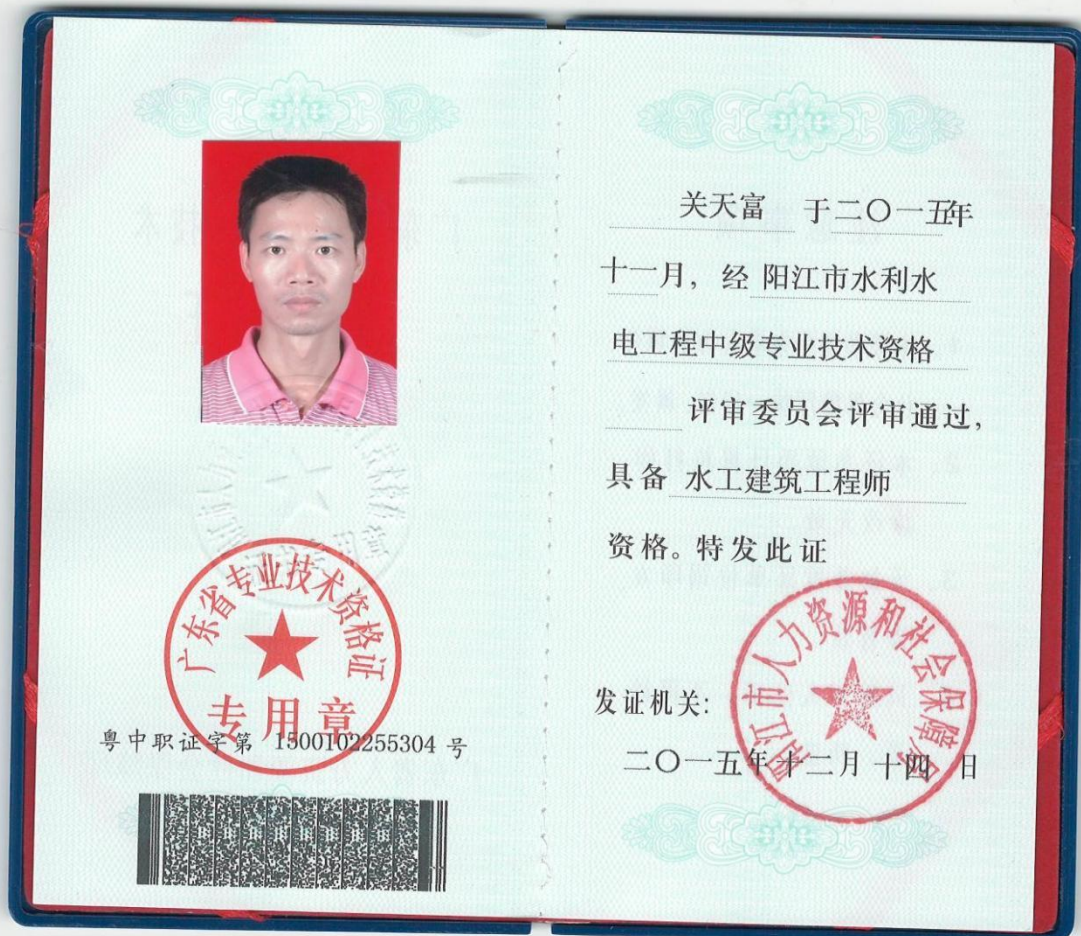 广东省专业技术资格证
专用章
粤中职证字第 1500102255304 号
关天富 于二〇一五年
十一月，经 阳江市水利水
电工程中级专业技术资格
评审委员会评审通过，
具备 水工建筑工程师
资格。特发此证
阳江市人力资源和社会保障局
发证机关：
二〇一五年十二月十四日